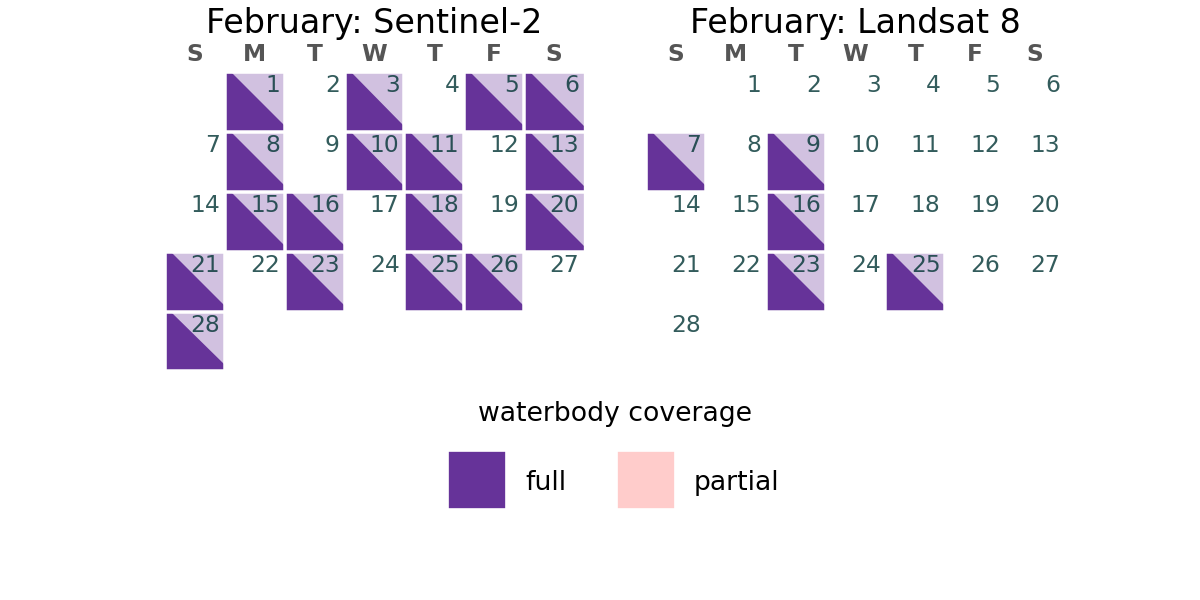 February: Sentinel-2
S M T W T F S
1 2 3 4 5 6
7 8 9 10 11 12 13
14 15 16 17 18 19 20
21 22 23 24 25 26 27
28
February: Landsat 8
S M T W T F S
1 2 3 4 5 6
7 8 9 10 11 12 13
14 15 16 17 18 19 20
21 22 23 24 25 26 27
28
waterbody coverage
full partial